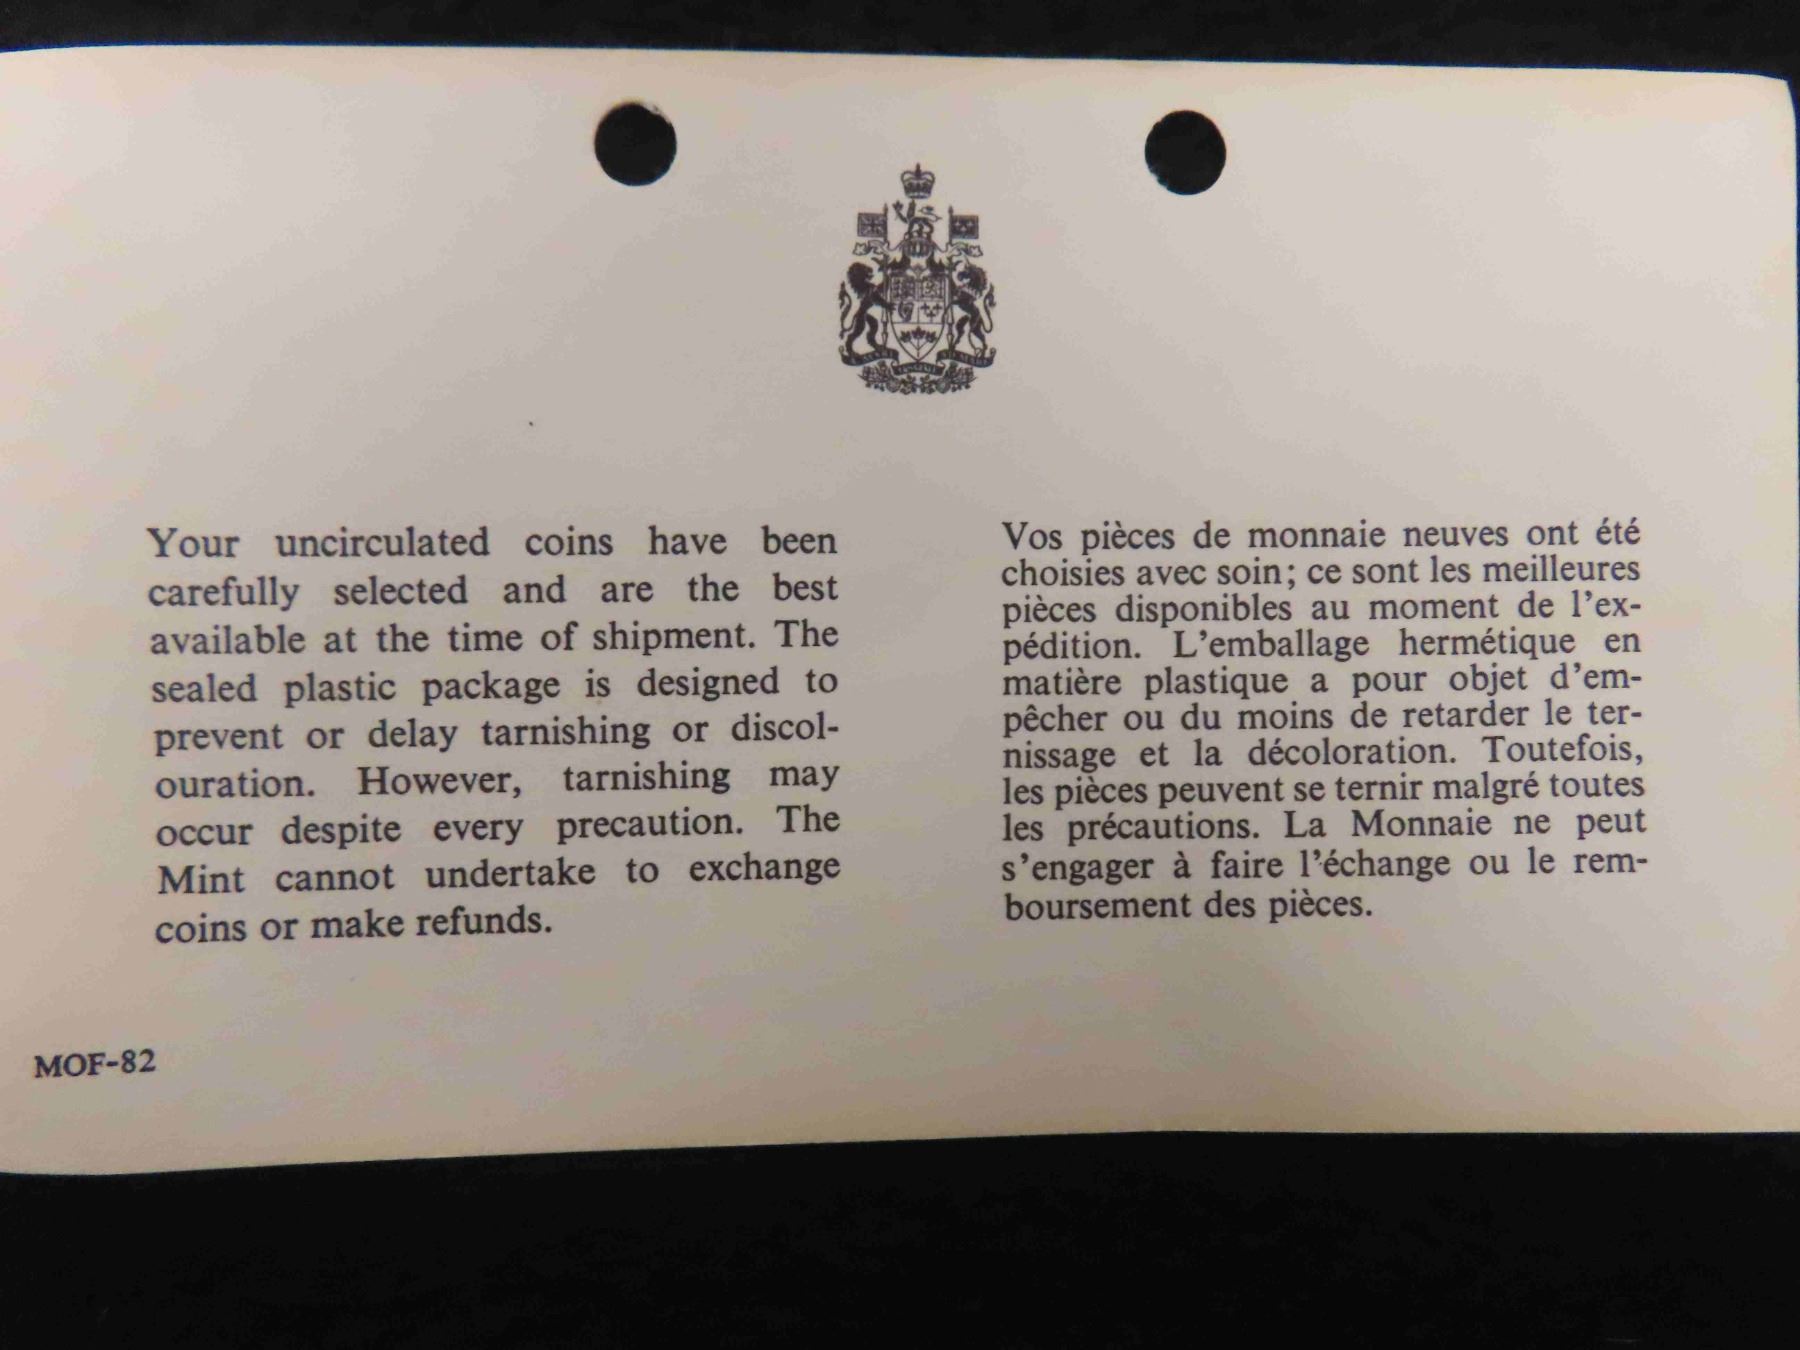 Your uncirculated coins have been
carefully selected and are the best
available at the time of shipment. The
sealed plastic package is designed to
prevent or delay tarnishing or discol-
ouration. However, tarnishing may
occur despite every precaution. The
Mint cannot undertake to exchange
coins or make refunds.
Vos pièces de monnaie neuves ont été
choisies avec soin; ce sont les meilleures
pièces disponibles au moment de l'ex-
pédition. L'emballage hermétique en
matière plastique a pour objet d'em-
pêcher ou du moins de retarder le ter-
nissage et la décoloration. Toutefois,
les pièces peuvent se ternir malgré toutes
les précautions. La Monnaie ne peut
s'engager à faire l'échange ou le rem-
boursement des pièces.
MOF-82